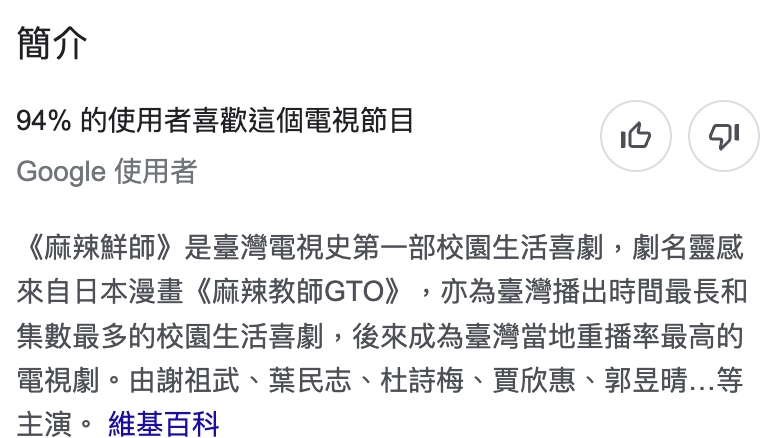 簡介
94% 的使用者喜歡這個電視節目
Google 使用者
《麻辣鮮師》是臺灣電視史第一部校園生活喜劇，劇名靈感
來自日本漫畫《麻辣教師GTO》，亦為臺灣播出時間最長和
集數最多的校園生活喜劇，後來成為臺灣當地重播率最高的
電視劇。由謝祖武、葉民志、杜詩梅、賈欣惠、郭昱晴...等
主演。 維基百科